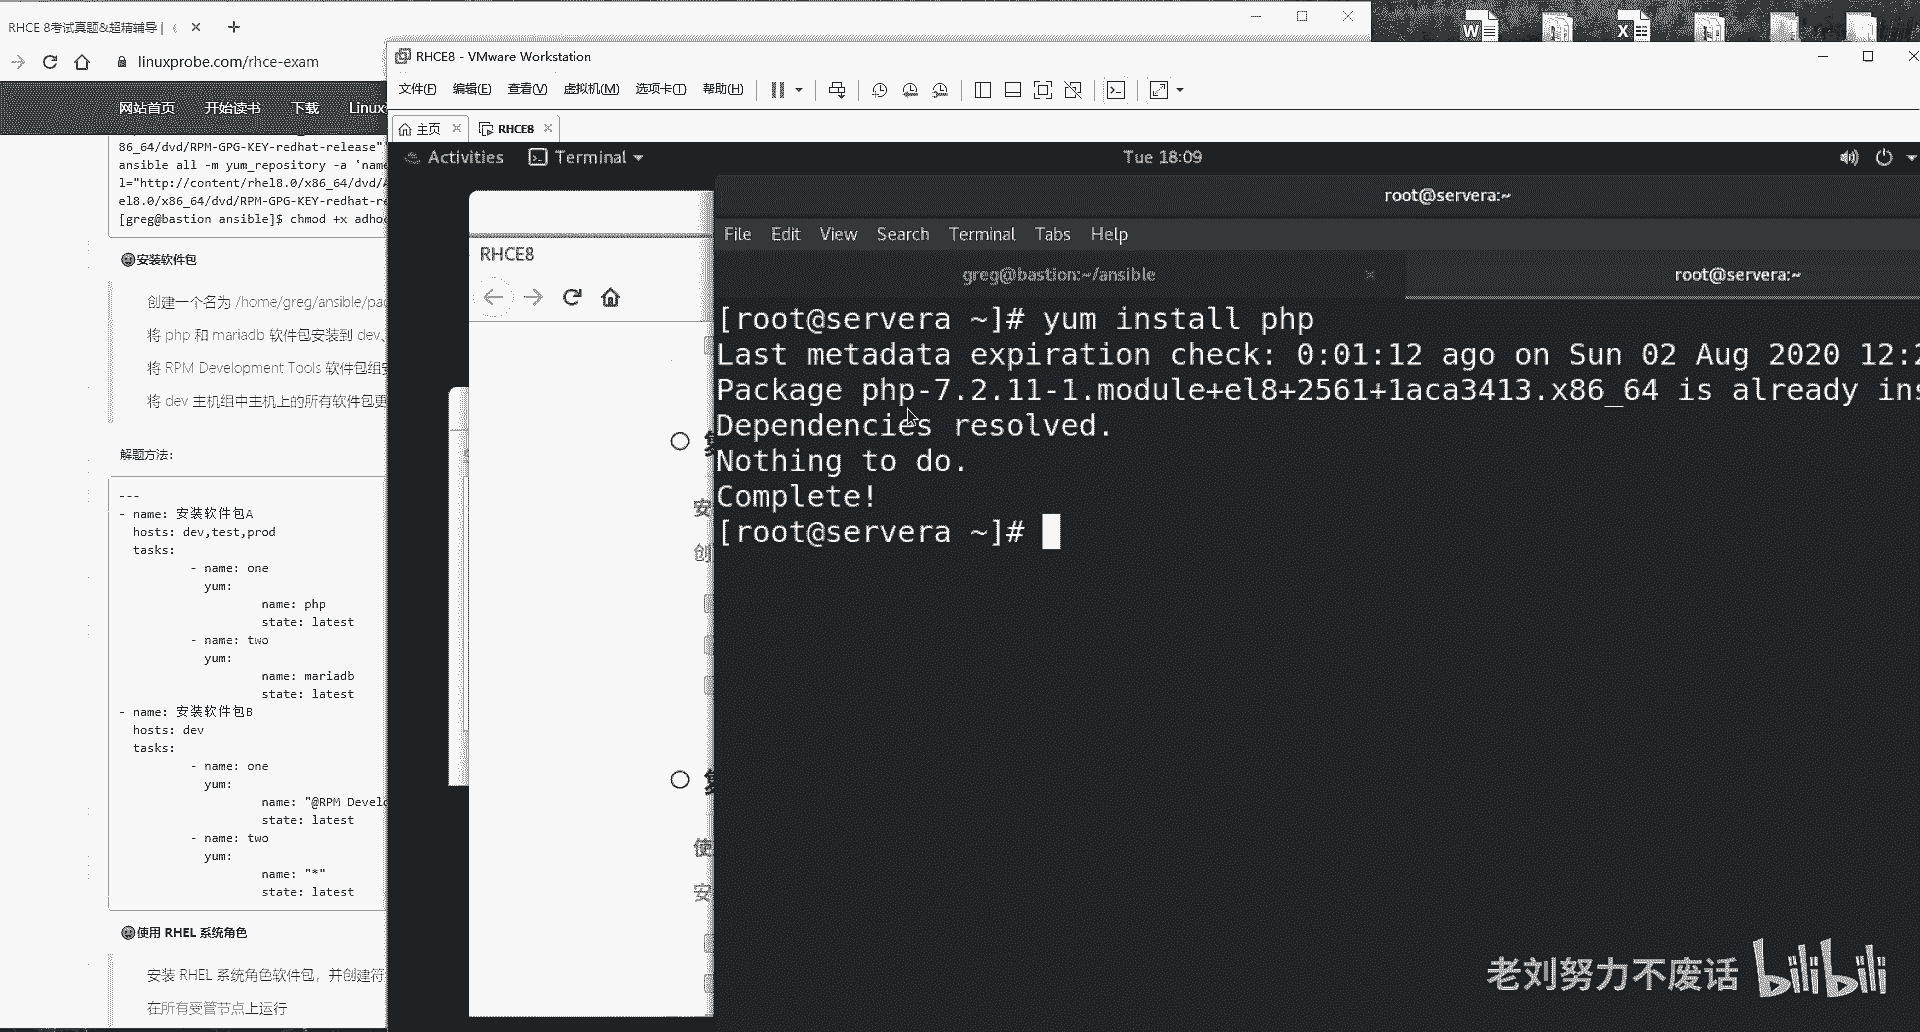 RHCE 8考试真题&超精辅导 |
linuxprobe.com/rhce-exam
网站首页 开始读书 下载 Linux
86_64/dvd/RPM-GPG-KEY-redhat-release"
ansible all -m yum_repository -a 'name
l="http://content/rhel8.0/x86_64/dvd/
el8.0/x86_64/dvd/RPM-GPG-KEY-redhat-re
[greg@bastion ansible]$ chmod +x adhoc
安装软件包
创建一个名为 /home/greg/ansible/pac
将 php 和 mariadb 软件包安装到 dev、
将 RPM Development Tools 软件包组安
将 dev 主机组中主机上的所有软件包更
解题方法:
---
- name: 安装软件包A
hosts: dev,test,prod
tasks:
- name: one
yum:
name: php
state: latest
- name: two
yum:
name: mariadb
state: latest
- name: 安装软件包B
hosts: dev
tasks:
- name: one
yum:
name: "@RPM Develo
state: latest
- name: two
yum:
name: "*"
state: latest
使用 RHEL 系统角色
安装 RHEL 系统角色软件包，并创建符
在所有受管节点上运行
RHCE8 - VMware Workstation
文件(F) 编辑(E) 查看(V) 虚拟机(M) 选项卡(T) 帮助(H)
主页 RHCE8
Activities Terminal Tue 18:09
RHCE8
安
创
使
安
root@servera:~
File Edit View Search Terminal Tabs Help
greg@bastion:~/ansible root@servera:~
[root@servera ~]# yum install php
Last metadata expiration check: 0:01:12 ago on Sun 02 Aug 2020 12:2
Package php-7.2.11-1.module+el8+2561+1aca3413.x86_64 is already ins
Dependencies resolved.
Nothing to do.
Complete!
[root@servera ~]#
老刘努力不废话 bilibili